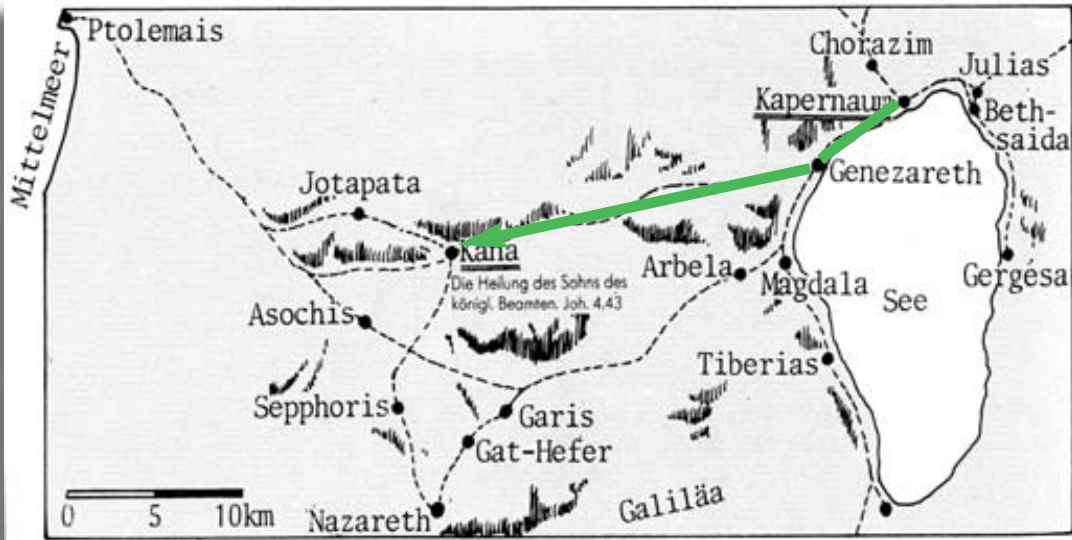 Ptolemais
Mittelmeer
Chorazim
Julias
Kapernaum
Beth-
saida
Genezareth
Jotapata
Kana
Die Heilung des Sohns des
königl. Beamten. Joh. 4,43
Arbela
Magdala
See
Gergesa
Asochis
Tiberias
Sepphoris
Garis
Gat-Hefer
Galiläa
0 5 10km
Nazareth